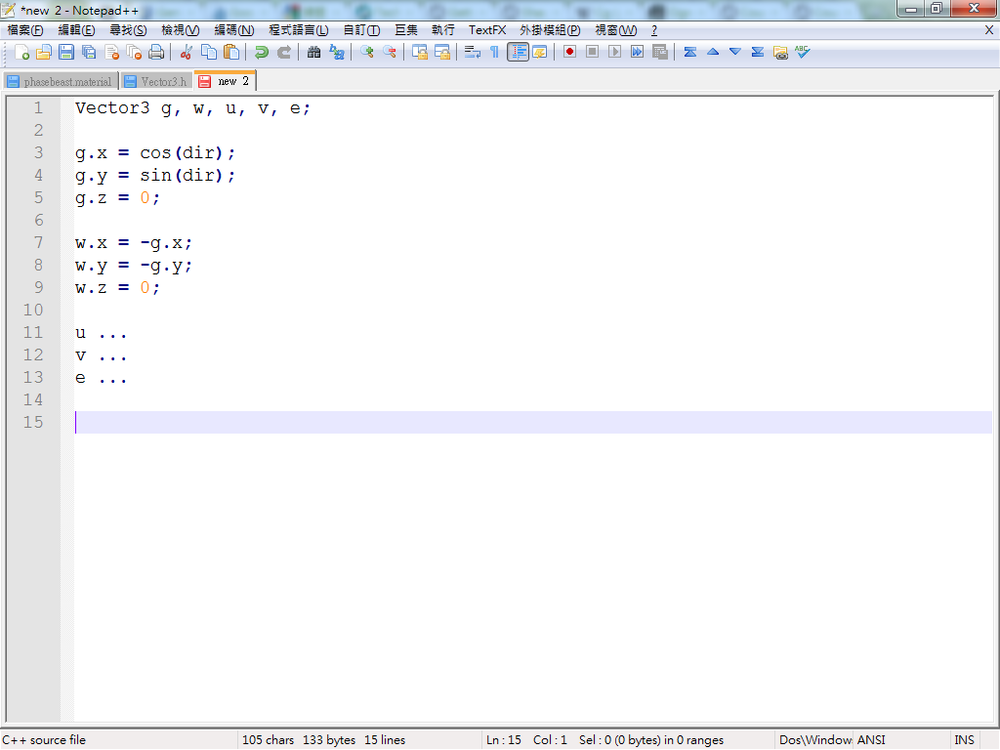 *new 2 - Notepad++
檔案(F) 編輯(E) 尋找(S) 檢視(V) 編碼(N) 程式語言(L) 自訂(T) 巨集 執行 TextFX 外掛模組(P) 視窗(W) ? X
phasebeast.material Vector3.h new 2
1 Vector3 g, w, u, v, e;
2
3 g.x = cos(dir);
4 g.y = sin(dir);
5 g.z = 0;
6
7 w.x = -g.x;
8 w.y = -g.y;
9 w.z = 0;
10
11 u ...
12 v ...
13 e ...
14
15
C++ source file 105 chars 133 bytes 15 lines Ln : 15 Col : 1 Sel : 0 (0 bytes) in 0 ranges Dos\Window ANSI INS